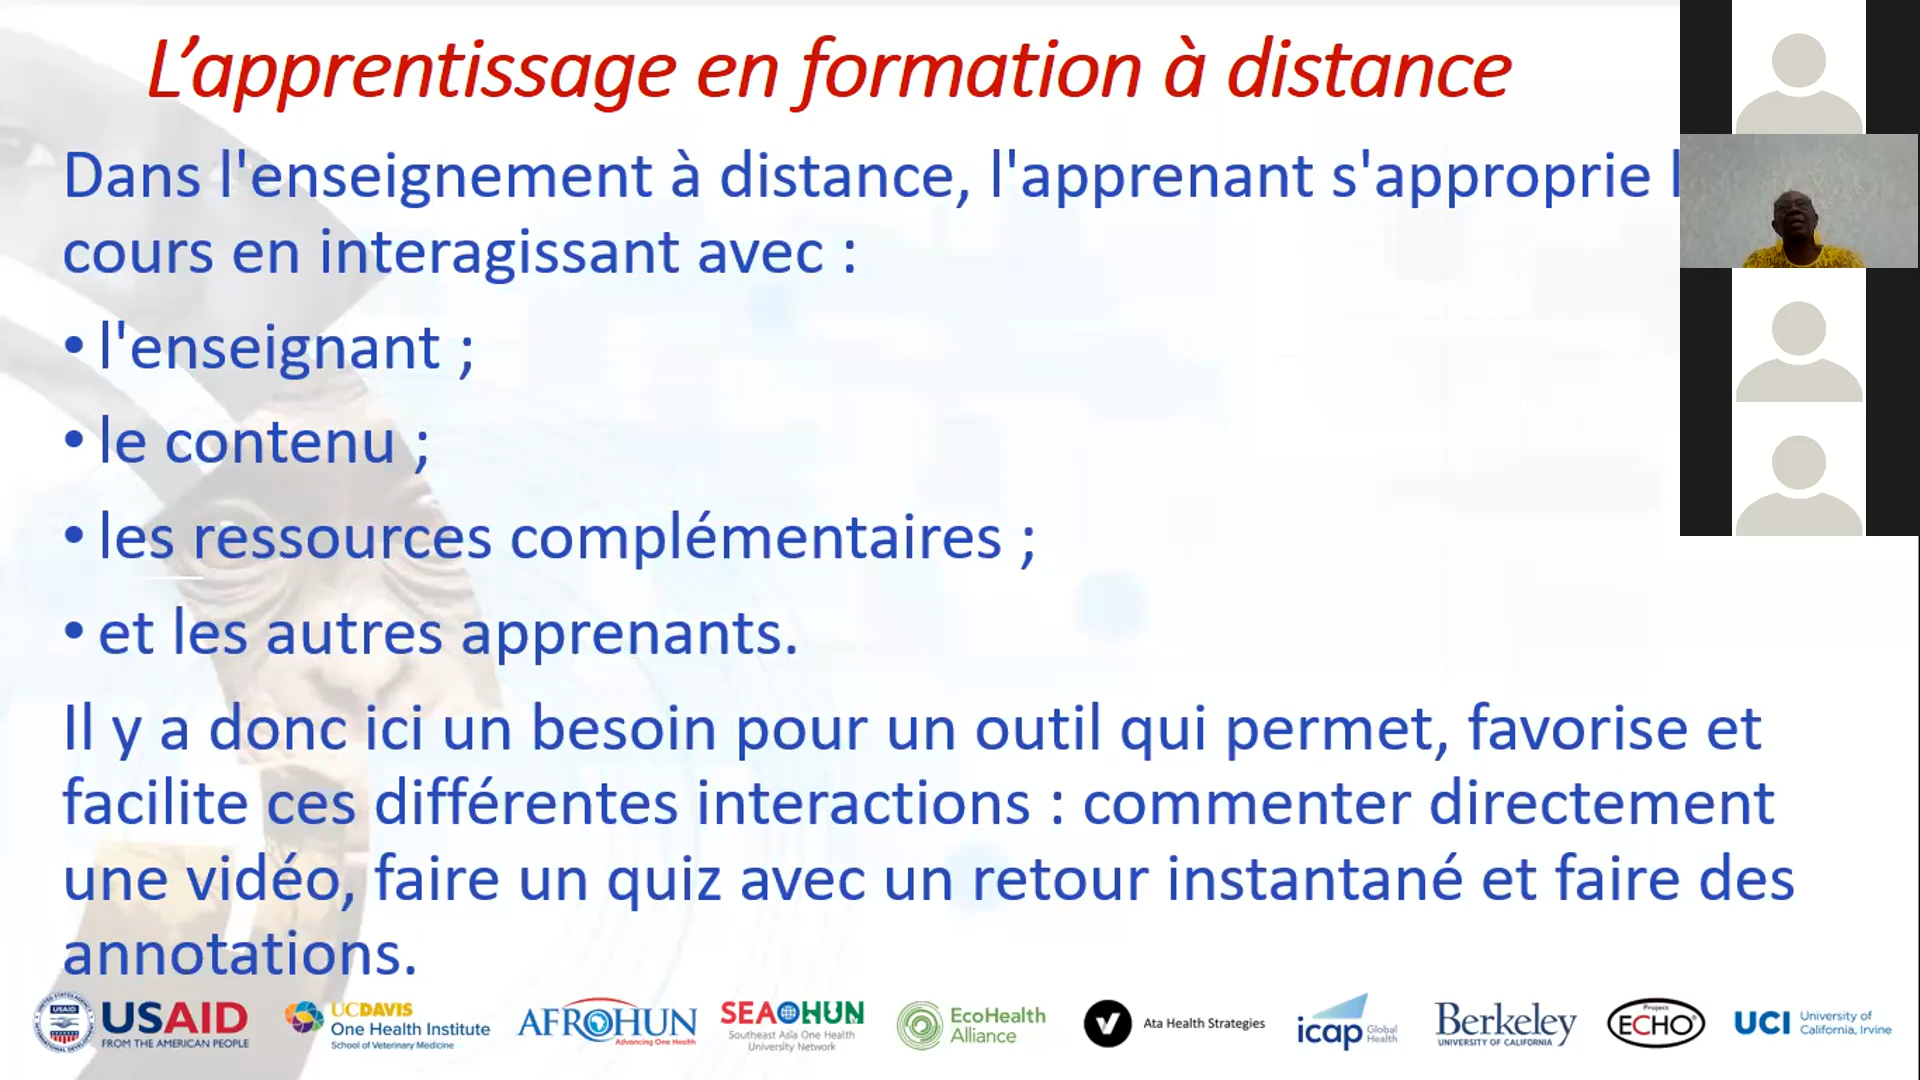 L’apprentissage en formation à distance
Dans l'enseignement à distance, l'apprenant s'approprie
cours en interagissant avec :
• l'enseignant ;
• le contenu ;
• les ressources complémentaires ;
• et les autres apprenants.
Il y a donc ici un besoin pour un outil qui permet, favorise et
facilite ces différentes interactions : commenter directement
une vidéo, faire un quiz avec un retour instantané et faire des
annotations.
USAID
FROM THE AMERICAN PEOPLE
UCDAVIS
One Health Institute
School of Veterinary Medicine
AFROHUN
Advancing One Health
SEAOHUN
Southeast Asia One Health
University Network
EcoHealth
Alliance
Ata Health Strategies
icap Global
Health
Berkeley
UNIVERSITY OF CALIFORNIA
Project
ECHO
UCI University of
California, Irvine